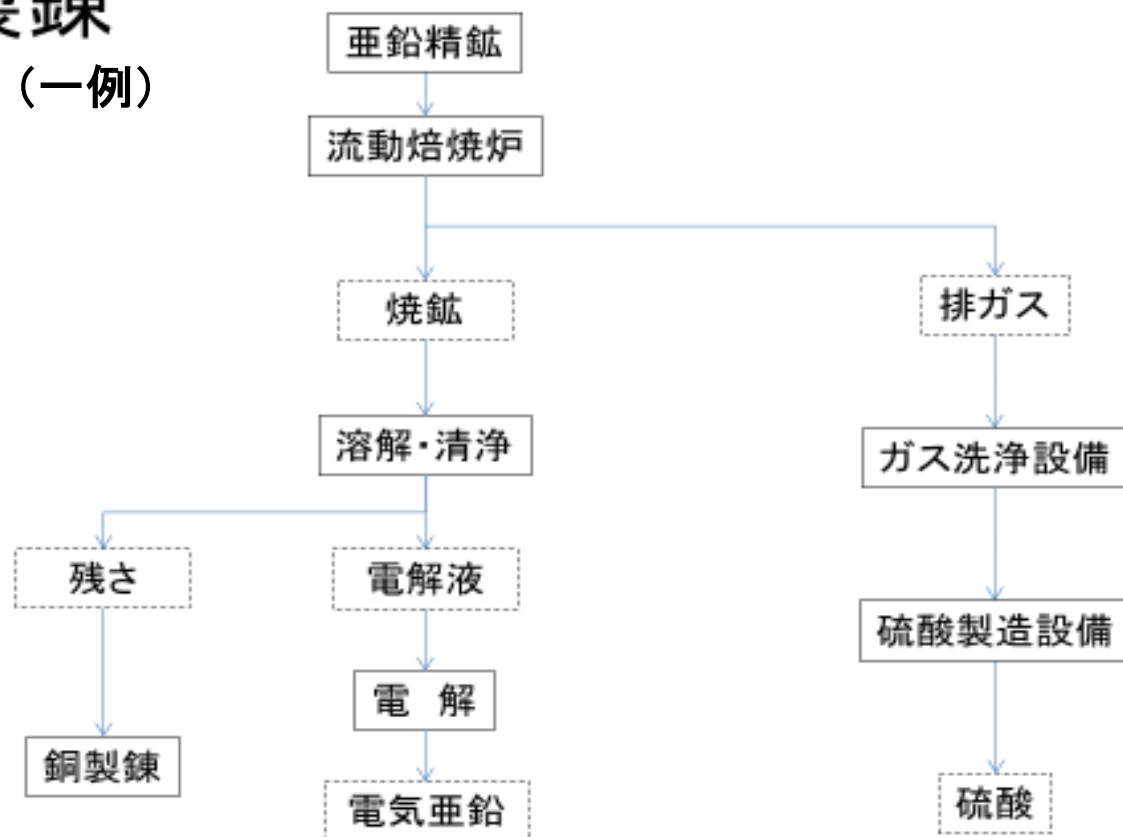 製錬
（一例）
亜鉛精鉱
流動焙焼炉
焼鉱
排ガス
溶解・清浄
ガス洗浄設備
残さ
電解液
硫酸製造設備
電　解
銅製錬
電気亜鉛
硫酸